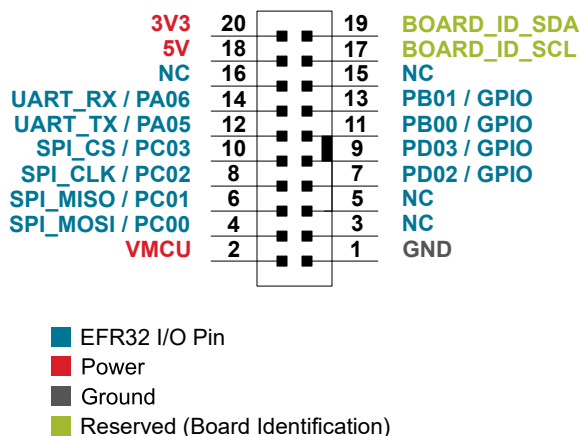 3V3 20 19 BOARD_ID_SDA
5V 18 17 BOARD_ID_SCL
NC 16 15 NC
UART_RX / PA06 14 13 PB01 / GPIO
UART_TX / PA05 12 11 PB00 / GPIO
SPI_CS / PC03 10 9 PD03 / GPIO
SPI_CLK / PC02 8 7 PD02 / GPIO
SPI_MISO / PC01 6 5 NC
SPI_MOSI / PC00 4 3 NC
VMCU 2 1 GND
EFR32 I/O Pin
Power
Ground
Reserved (Board Identification)